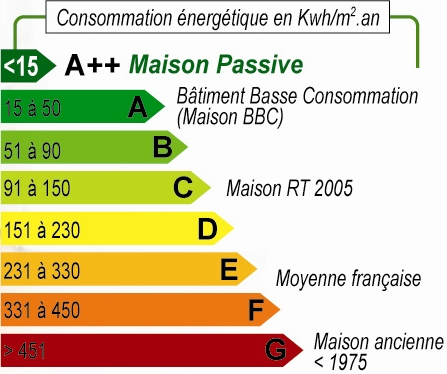 Consommation énergétique en Kwh/m².an
<15 A++ Maison Passive
15 à 50 A Bâtiment Basse Consommation
(Maison BBC)
51 à 90 B
91 à 150 C Maison RT 2005
151 à 230 D
231 à 330 E
Moyenne française
331 à 450 F
> 451 G Maison ancienne
< 1975